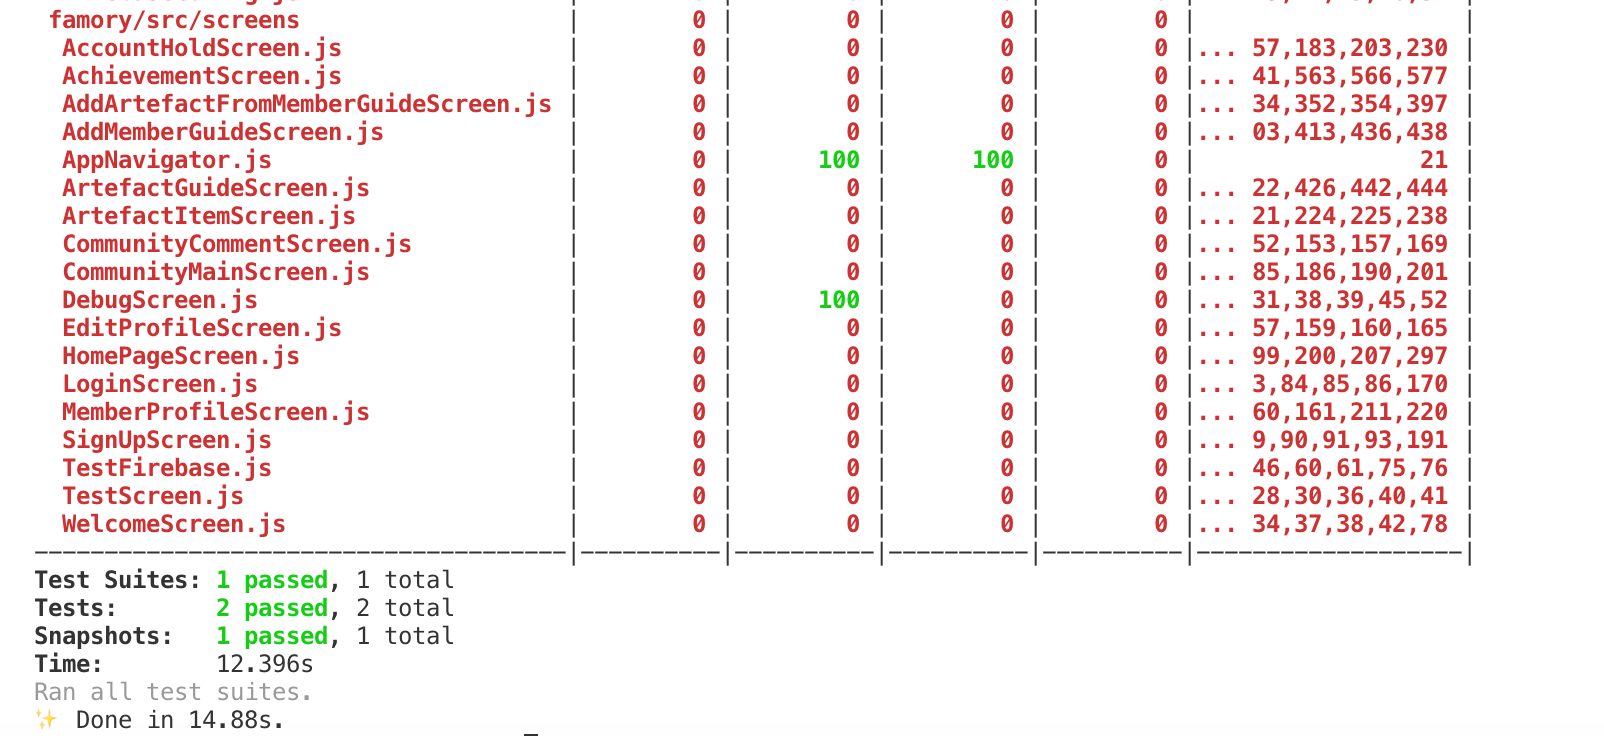 famory/src/screens | 0 | 0 | 0 | 0 | |
AccountHoldScreen.js | 0 | 0 | 0 | 0 |... 57,183,203,230 |
AchievementScreen.js | 0 | 0 | 0 | 0 |... 41,563,566,577 |
AddArtefactFromMemberGuideScreen.js | 0 | 0 | 0 | 0 |... 34,352,354,397 |
AddMemberGuideScreen.js | 0 | 0 | 0 | 0 |... 03,413,436,438 |
AppNavigator.js | 0 | 100 | 100 | 0 | 21 |
ArtefactGuideScreen.js | 0 | 0 | 0 | 0 |... 22,426,442,444 |
ArtefactItemScreen.js | 0 | 0 | 0 | 0 |... 21,224,225,238 |
CommunityCommentScreen.js | 0 | 0 | 0 | 0 |... 52,153,157,169 |
CommunityMainScreen.js | 0 | 0 | 0 | 0 |... 85,186,190,201 |
DebugScreen.js | 0 | 100 | 0 | 0 |... 31,38,39,45,52 |
EditProfileScreen.js | 0 | 0 | 0 | 0 |... 57,159,160,165 |
HomePageScreen.js | 0 | 0 | 0 | 0 |... 99,200,207,297 |
LoginScreen.js | 0 | 0 | 0 | 0 |... 3,84,85,86,170 |
MemberProfileScreen.js | 0 | 0 | 0 | 0 |... 60,161,211,220 |
SignUpScreen.js | 0 | 0 | 0 | 0 |... 9,90,91,93,191 |
TestFirebase.js | 0 | 0 | 0 | 0 |... 46,60,61,75,76 |
TestScreen.js | 0 | 0 | 0 | 0 |... 28,30,36,40,41 |
WelcomeScreen.js | 0 | 0 | 0 | 0 |... 34,37,38,42,78 |
--------------------------------------|----------|----------|----------|----------|-------------------|
Test Suites: 1 passed, 1 total
Tests: 2 passed, 2 total
Snapshots: 1 passed, 1 total
Time: 12.396s
Ran all test suites.
✨ Done in 14.88s.